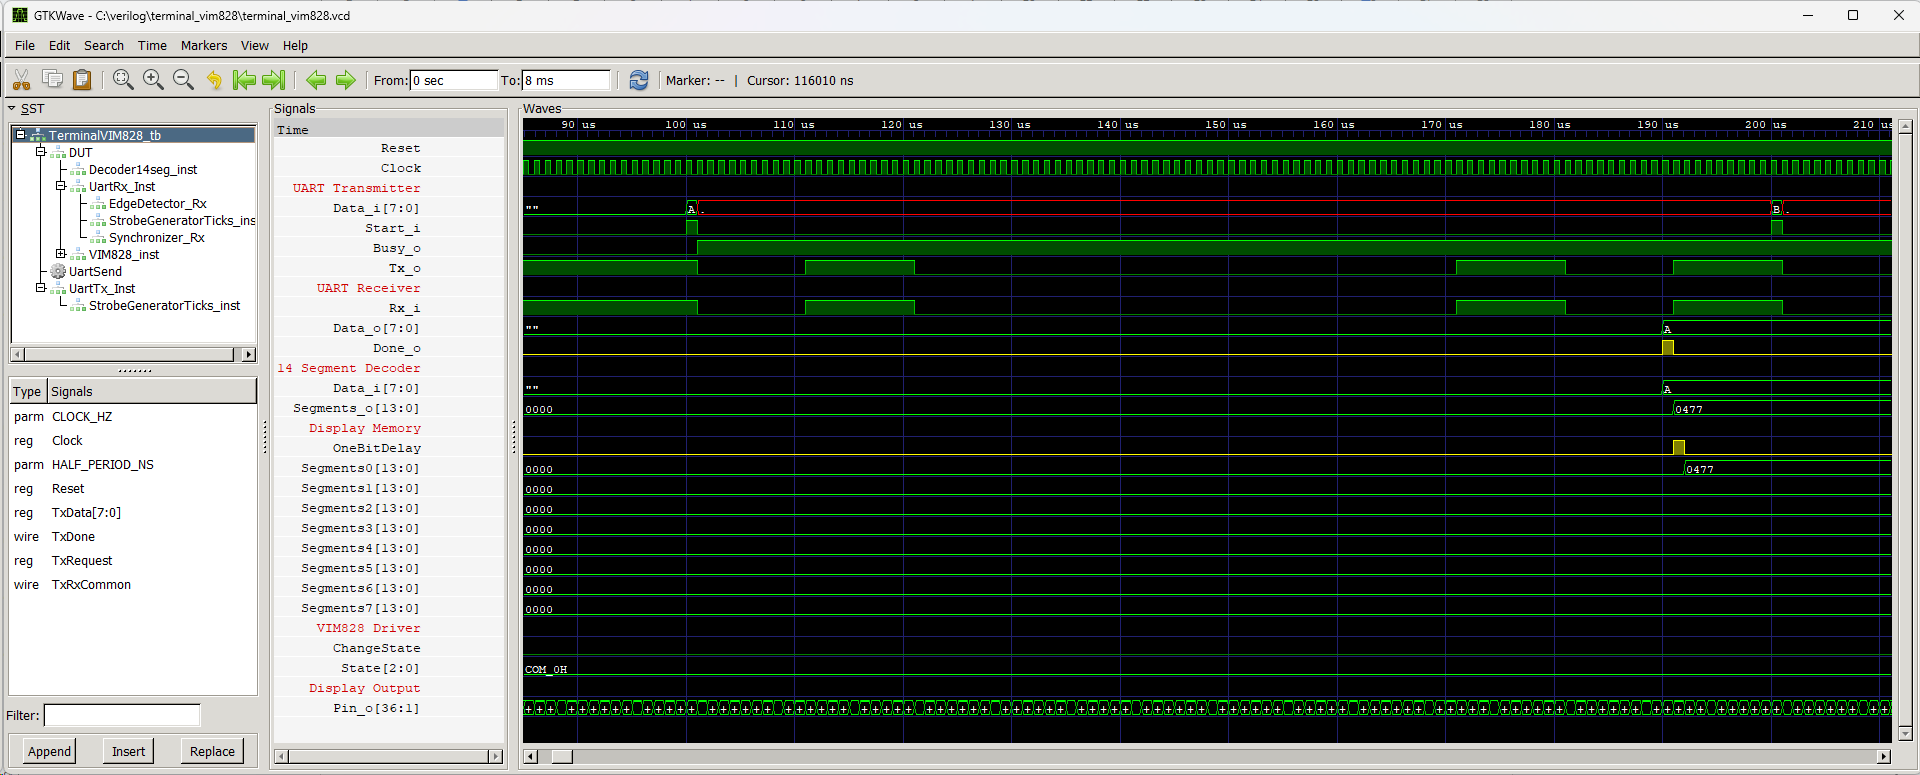 GTKWave - C:\verilog\terminal_vim828\terminal_vim828.vcd
File Edit Search Time Markers View Help
From: 0 sec To: 8 ms Marker: -- | Cursor: 116010 ns
SST
TerminalVIM828_tb
DUT
Decoder14seg_inst
UartRx_Inst
EdgeDetector_Rx
StrobeGeneratorTicks_ins
Synchronizer_Rx
VIM828_inst
UartSend
UartTx_Inst
StrobeGeneratorTicks_inst
Type Signals
parm CLOCK_HZ
reg Clock
parm HALF_PERIOD_NS
reg Reset
reg TxData[7:0]
wire TxDone
reg TxRequest
wire TxRxCommon
Filter:
Append Insert Replace
Signals
Time
Reset
Clock
UART Transmitter
Data_i[7:0]
Start_i
Busy_o
Tx_o
UART Receiver
Rx_i
Data_o[7:0]
Done_o
14 Segment Decoder
Data_i[7:0]
Segments_o[13:0]
Display Memory
OneBitDelay
Segments0[13:0]
Segments1[13:0]
Segments2[13:0]
Segments3[13:0]
Segments4[13:0]
Segments5[13:0]
Segments6[13:0]
Segments7[13:0]
VIM828 Driver
ChangeState
State[2:0]
Display Output
Pin_o[36:1]
Waves
90 us 100 us 110 us 120 us 130 us 140 us 150 us 160 us 170 us 180 us 190 us 200 us 210 us
"" A . B .
"" A
"" A
0000 0477
0000 0477
0000
0000
0000
0000
0000
0000
0000
COM_0H
+ + + + + + + + + + + + + + + + + + + + + + + + + + + + + + + + + + + + + + + + + + + + + + + + + + + + + + + + + + + + + + + + + + + + + + + + + + + + + + + + + + + + + + + + + + + + + + + + + + + +